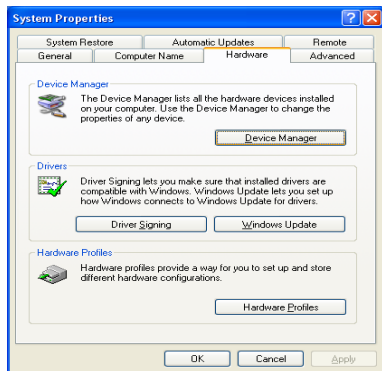 System Properties
System Restore Automatic Updates Remote
General Computer Name Hardware Advanced
Device Manager
The Device Manager lists all the hardware devices installed
on your computer. Use the Device Manager to change the
properties of any device.
Device Manager
Drivers
Driver Signing lets you make sure that installed drivers are
compatible with Windows. Windows Update lets you set up
how Windows connects to Windows Update for drivers.
Driver Signing Windows Update
Hardware Profiles
Hardware profiles provide a way for you to set up and store
different hardware configurations.
Hardware Profiles
OK Cancel Apply